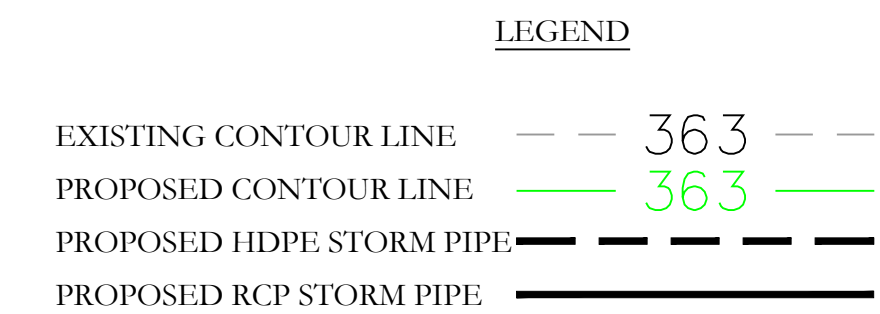 LEGEND
EXISTING CONTOUR LINE 363
PROPOSED CONTOUR LINE 363
PROPOSED HDPE STORM PIPE
PROPOSED RCP STORM PIPE